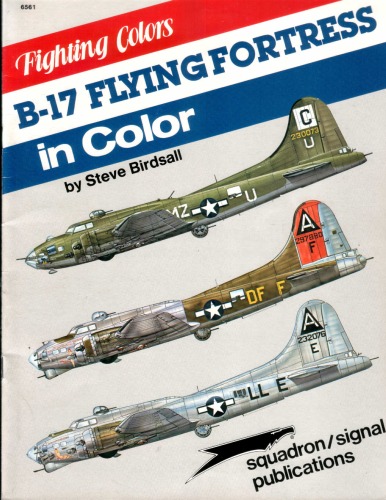 6561
Fighting Colors
B-17 FLYING FORTRESS
in Color
by Steve Birdsall
C
230073
U
MZ U
A
297880
F
DF F
A
232076
E
LL E
squadron/signal
publications